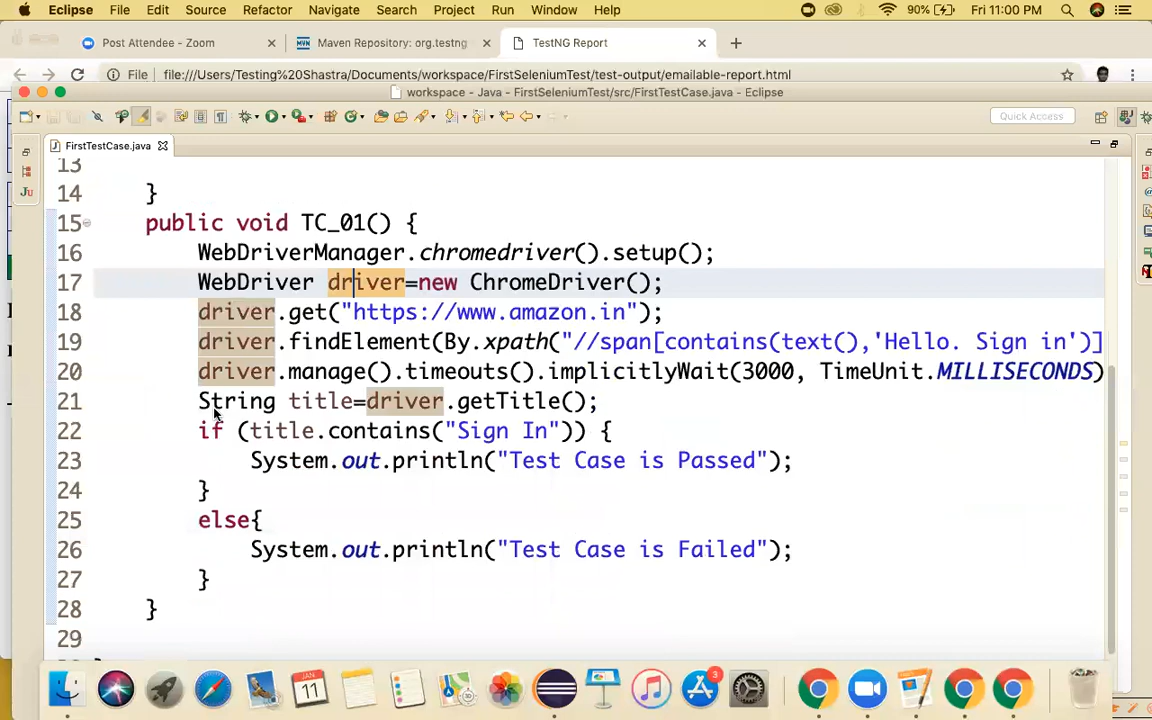 Eclipse File Edit Source Refactor Navigate Search Project Run Window Help 90% Fri 11:00 PM
Post Attendee - Zoom Maven Repository: org.testng TestNG Report
File file:///Users/Testing%20Shastra/Documents/workspace/FirstSeleniumTest/test-output/emailable-report.html
workspace - Java - FirstSeleniumTest/src/FirstTestCase.java - Eclipse
Quick Access
FirstTestCase.java
13
14 }
15 public void TC_01() {
16 WebDriverManager.chromedriver().setup();
17 WebDriver driver=new ChromeDriver();
18 driver.get("https://www.amazon.in");
19 driver.findElement(By.xpath("//span[contains(text(),'Hello. Sign in')]
20 driver.manage().timeouts().implicitlyWait(3000, TimeUnit.MILLISECONDS)
21 String title=driver.getTitle();
22 if (title.contains("Sign In")) {
23 System.out.println("Test Case is Passed");
24 }
25 else{
26 System.out.println("Test Case is Failed");
27 }
28 }
29
JAN
11
3